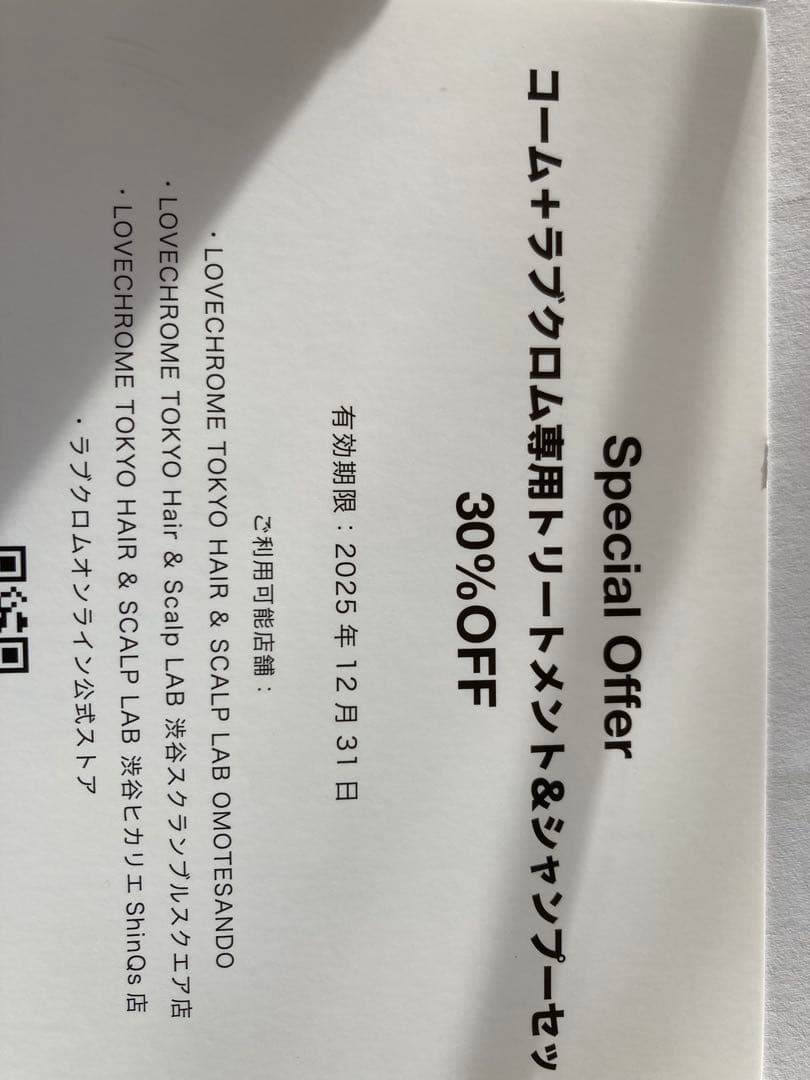 Special Offer
コーム+ラブクロム専用トリートメント&シャンプーセッ
30%OFF
有効期限：2025年12月31日
ご利用可能店舗：
・LOVECHROME TOKYO HAIR & SCALP LAB OMOTESANDO
・LOVECHROME TOKYO Hair & Scalp LAB 渋谷スクランブルスクエア店
・LOVECHROME TOKYO HAIR & SCALP LAB 渋谷ヒカリエ ShinQs 店
・ラブクロムオンライン公式ストア